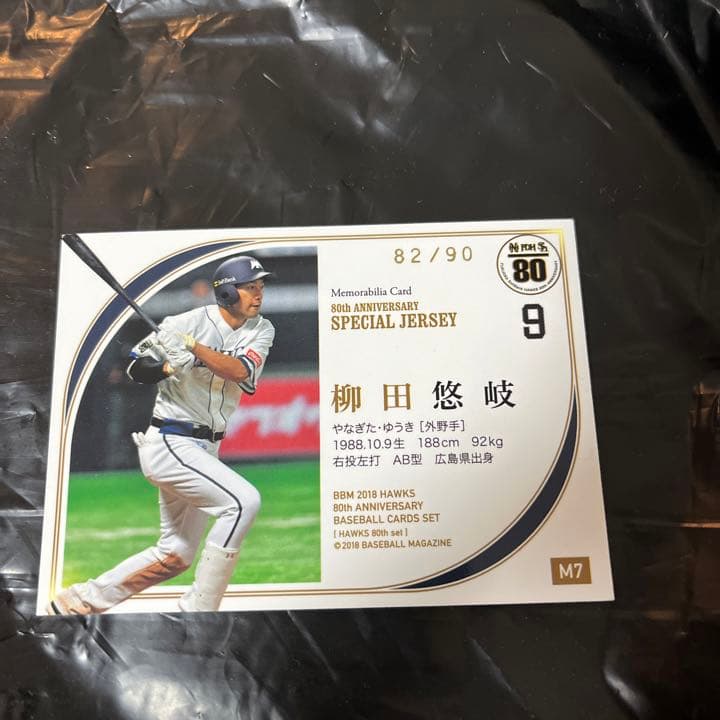 82/90
80
Memorabilia Card
80th ANNIVERSARY
SPECIAL JERSEY
9
柳田 悠岐
やなぎた・ゆうき [外野手]
1988.10.9生 188cm 92kg
右投左打 AB型 広島県出身
BBM 2018 HAWKS
80th ANNIVERSARY
BASEBALL CARDS SET
[ HAWKS 80th set ]
©2018 BASEBALL MAGAZINE
M7